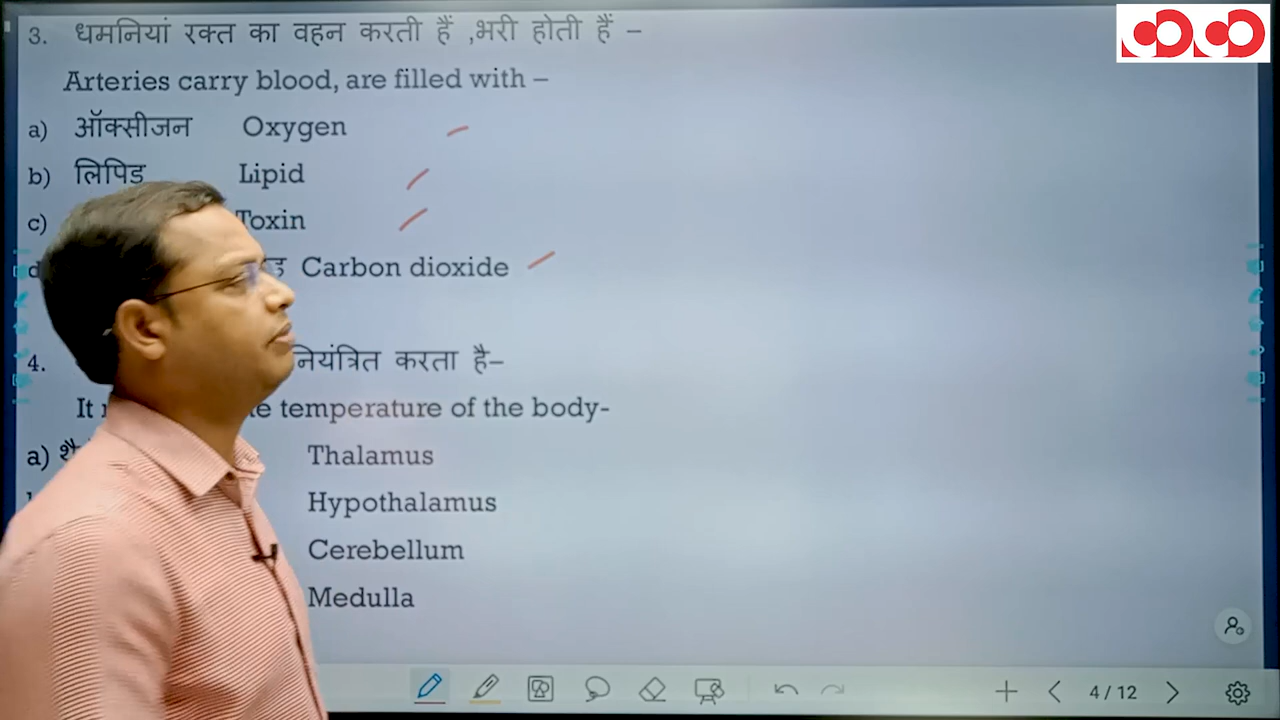 3. धमनियां रक्त का वहन करती हैं ,भरी होती हैं –
Arteries carry blood, are filled with –
a) ऑक्सीजन Oxygen
b) लिपिड Lipid
c) Toxin
d Carbon dioxide
4. नियंत्रित करता है–
It temperature of the body-
a) Thalamus
Hypothalamus
Cerebellum
Medulla
4 / 12